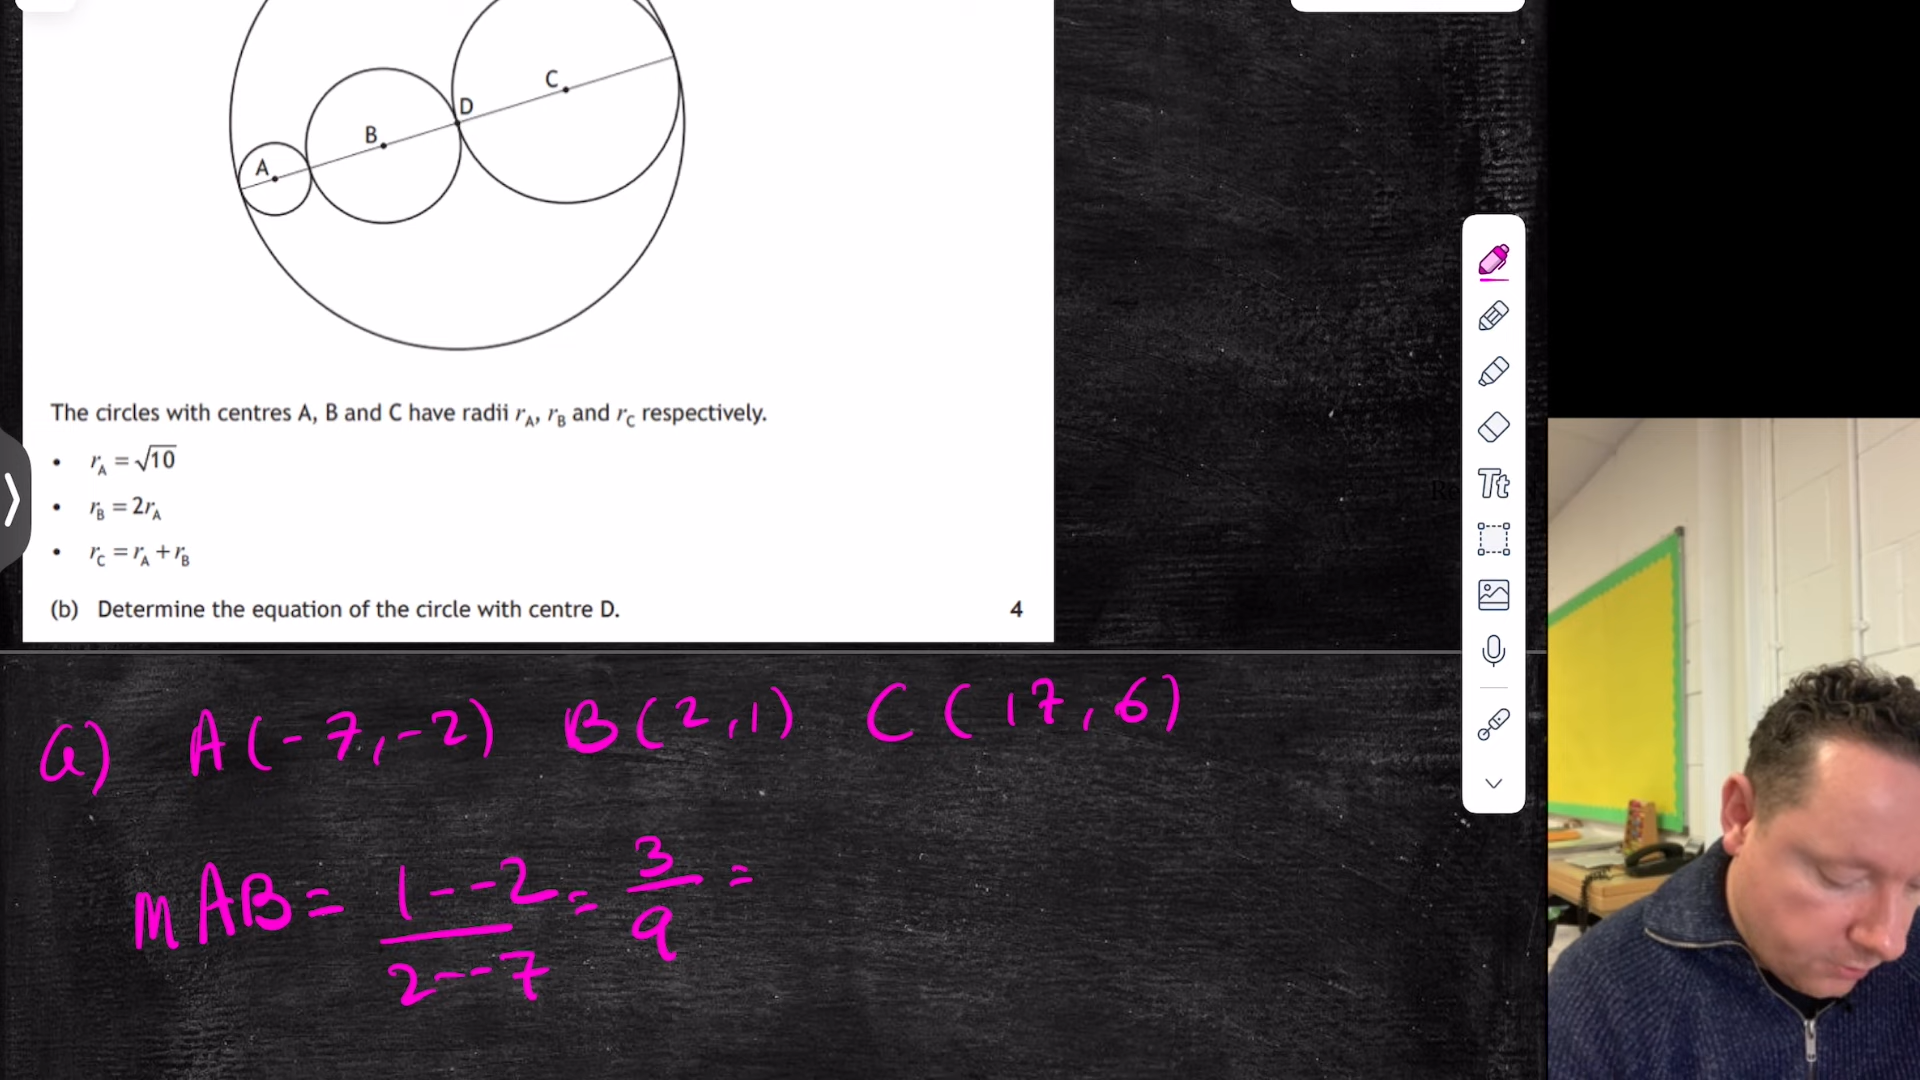 C
D
B
A
The circles with centres A, B and C have radii r_A, r_B and r_C respectively.
• r_A = √10
• r_B = 2r_A
• r_C = r_A + r_B
(b) Determine the equation of the circle with centre D. 4
a) A(-7,-2) B(2,1) C(17,6)
mAB = (1--2)/(2--7) = 3/9 =
Tt